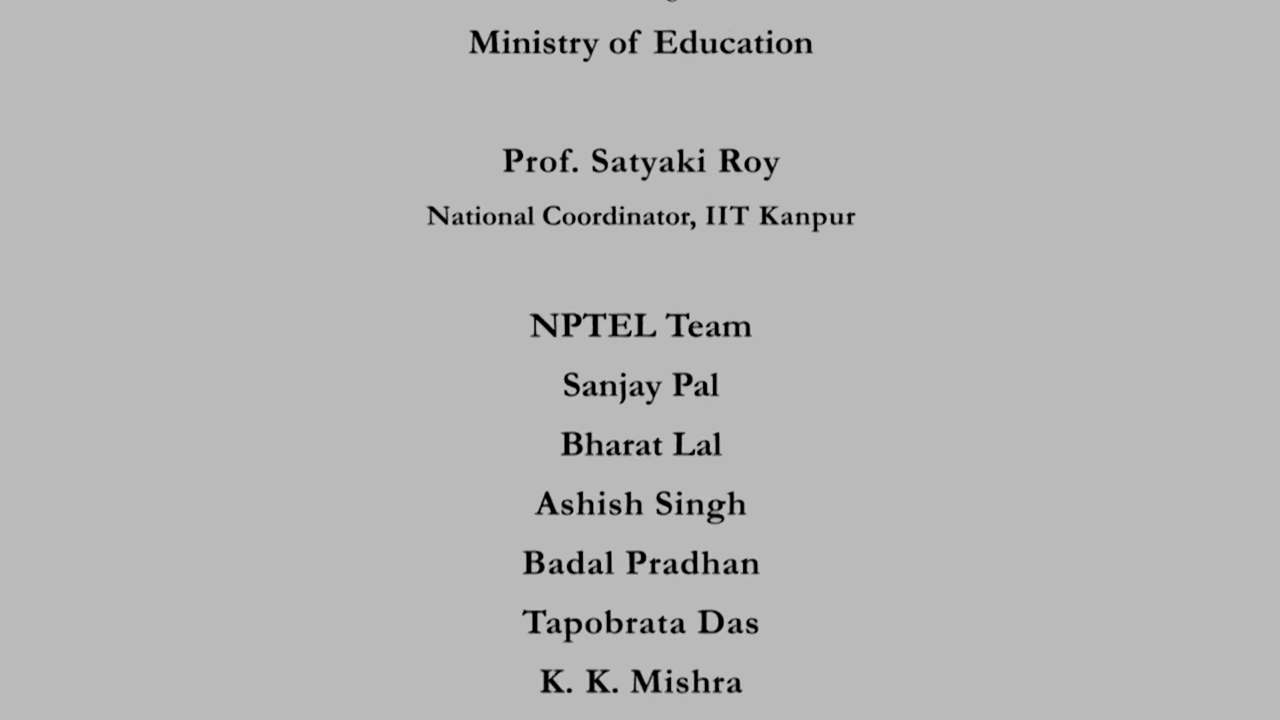 Ministry of Education
Prof. Satyaki Roy
National Coordinator, IIT Kanpur
NPTEL Team
Sanjay Pal
Bharat Lal
Ashish Singh
Badal Pradhan
Tapobrata Das
K. K. Mishra